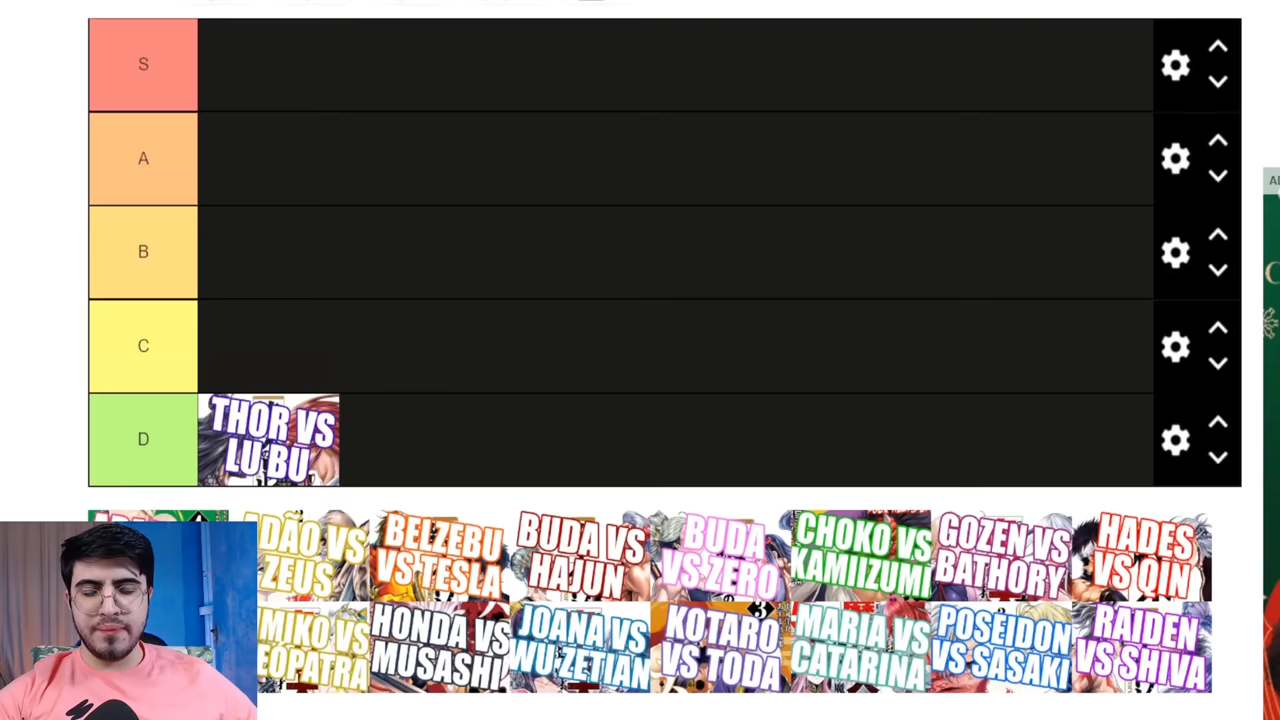 S
A
B
C
D
THOR VS
LU BU
ADÃO VS
ZEUS
BELZEBU
VS TESLA
BUDA VS
HAJUN
BUDA
VS ZERO
CHOKO VS
KAMIIZUMI
GOZEN VS
BATHORY
HADES
VS QIN
VS
HONDA VS
MUSASHI
JOANA VS
WU ZETIAN
KOTARO
VS TODA
3
MARIA VS
CATARINA
POSEIDON
VS SASAKI
RAIDEN
VS SHIVA